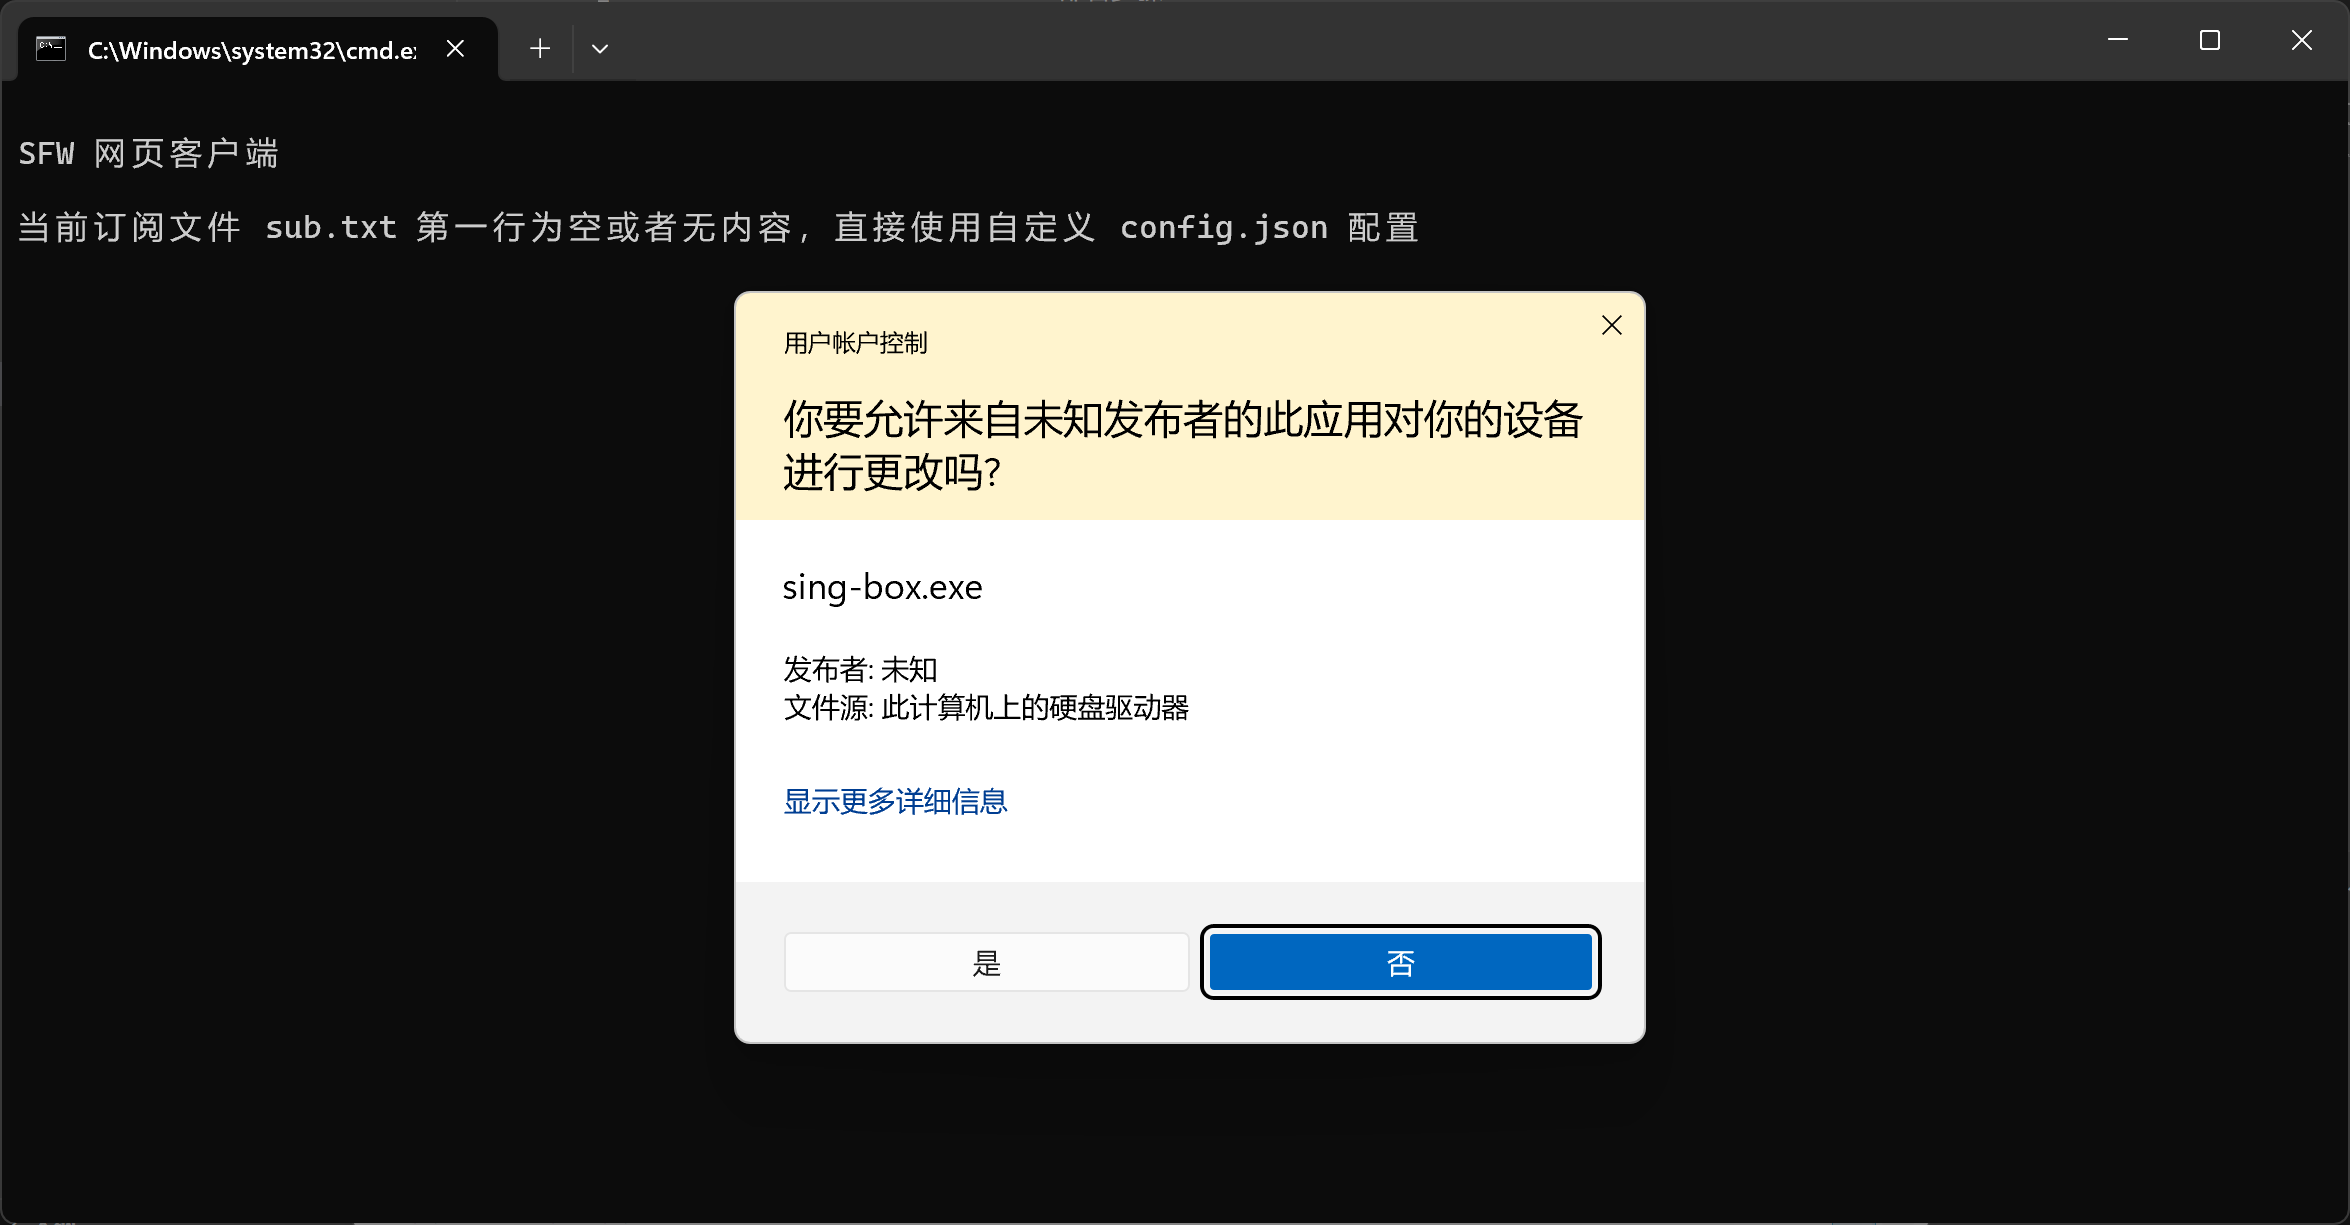 C:\Windows\system32\cmd.e
SFW 网页客户端
当前订阅文件 sub.txt 第一行为空或者无内容，直接使用自定义 config.json 配置
用户帐户控制
你要允许来自未知发布者的此应用对你的设备
进行更改吗?
sing-box.exe
发布者: 未知
文件源: 此计算机上的硬盘驱动器
显示更多详细信息
是
否